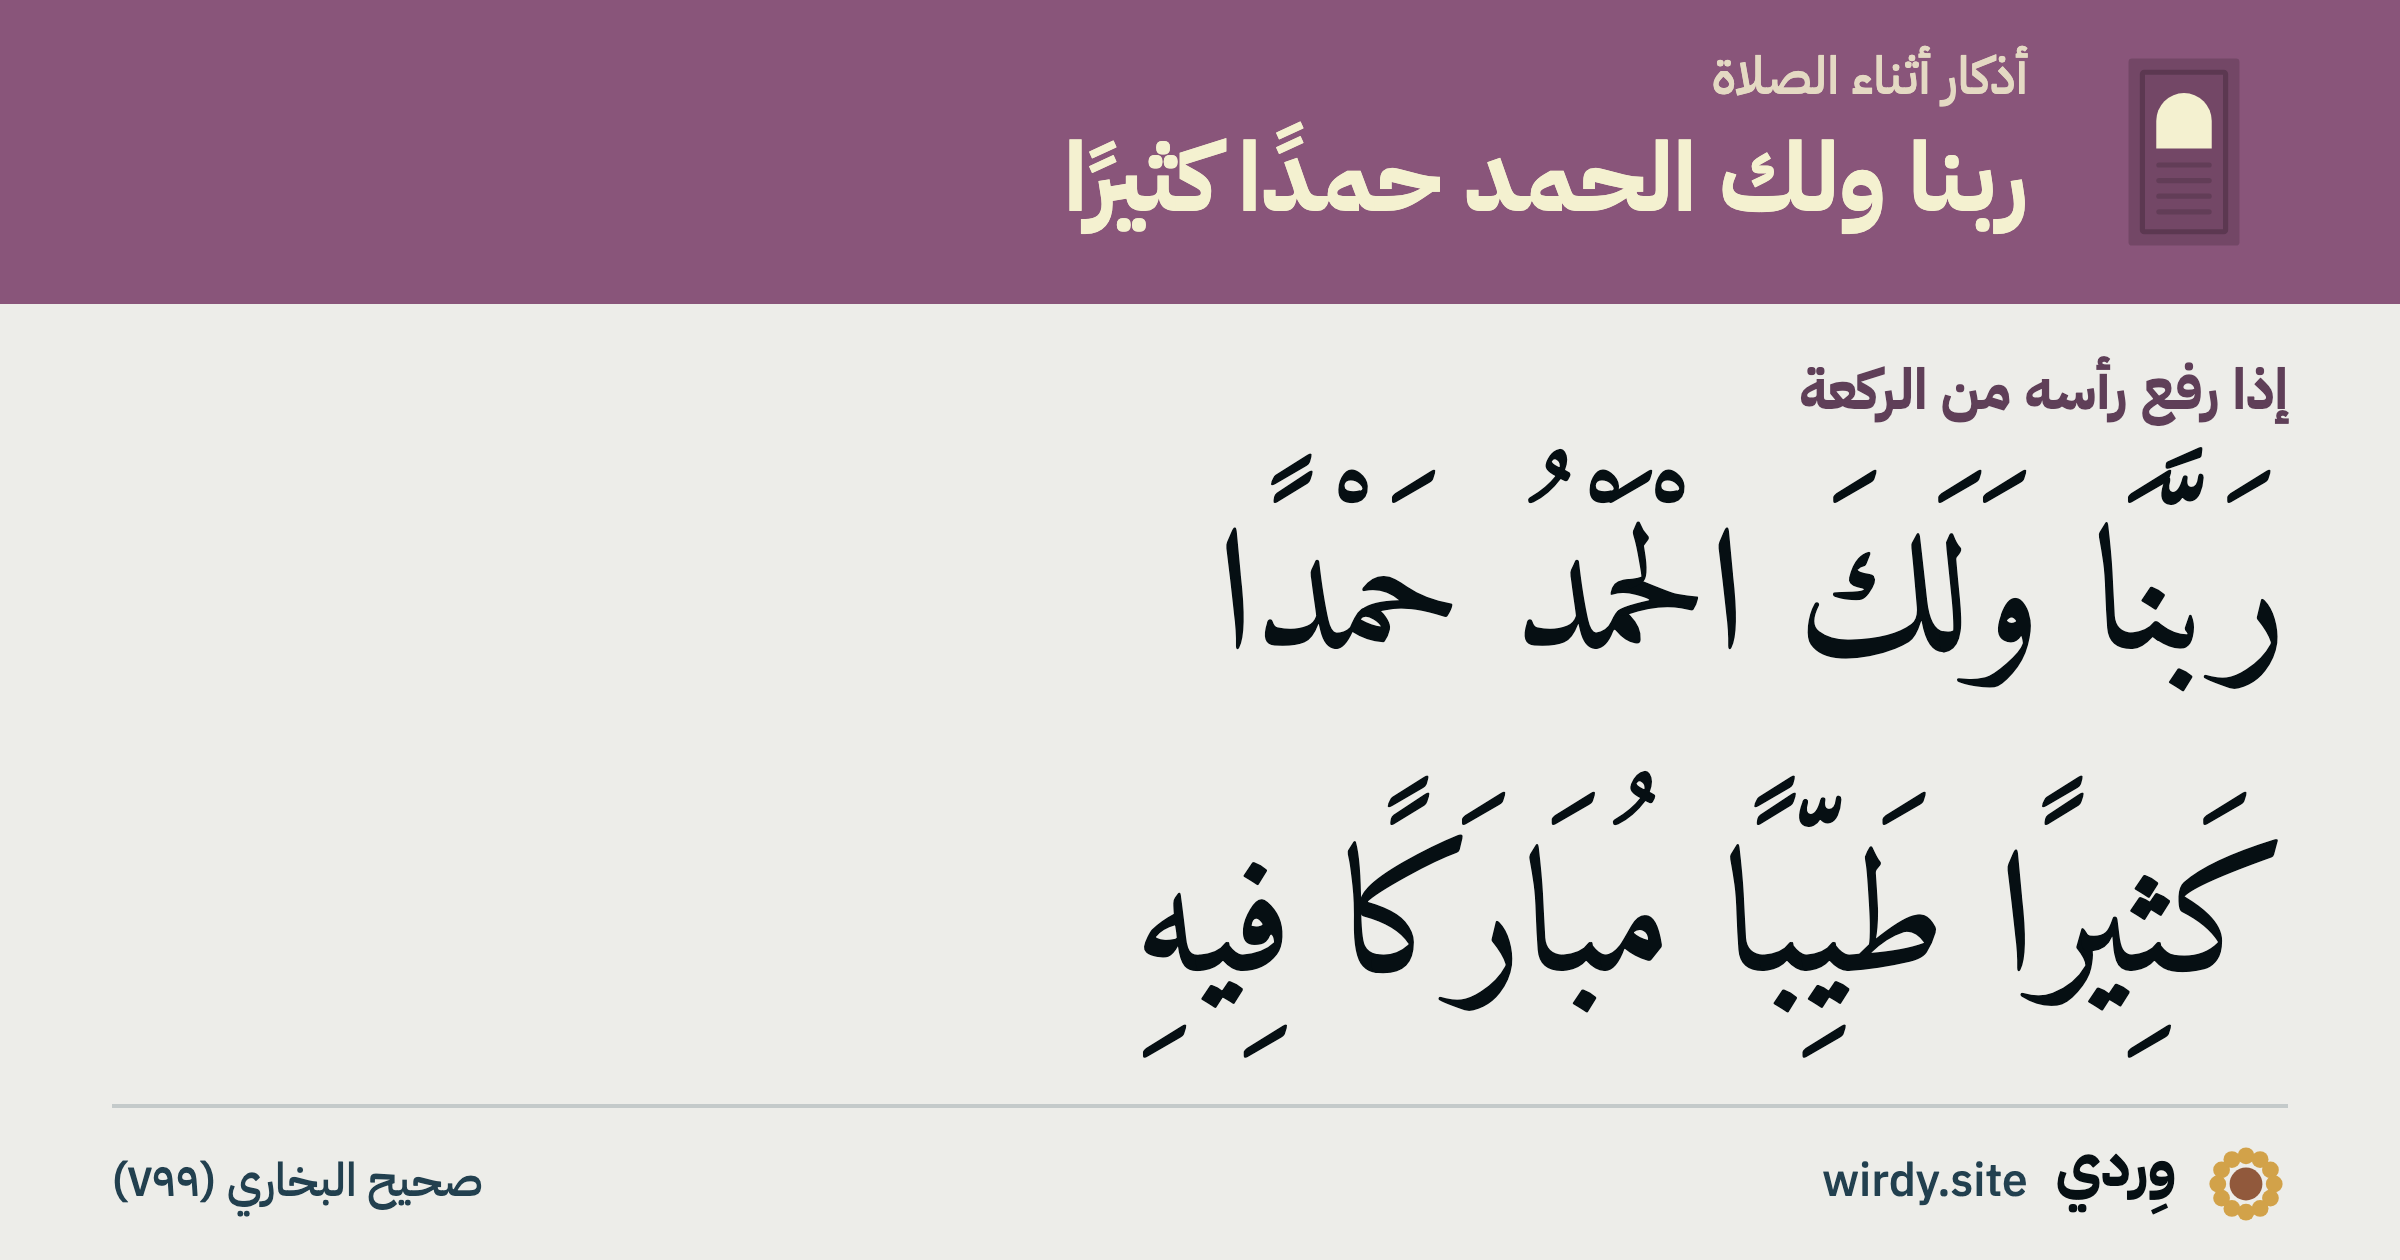 أذكار أثناء الصلاة
ربنا ولك الحمد حمدًا كثيرًا
إذا رفع رأسه من الركعة
رَبَّنَا وَلَكَ الْحَمْدُ حَمْدًا
كَثِيرًا طَيِّبًا مُبَارَكًا فِيهِ
وِردي wirdy.site
صحيح البخاري (٧٩٩)